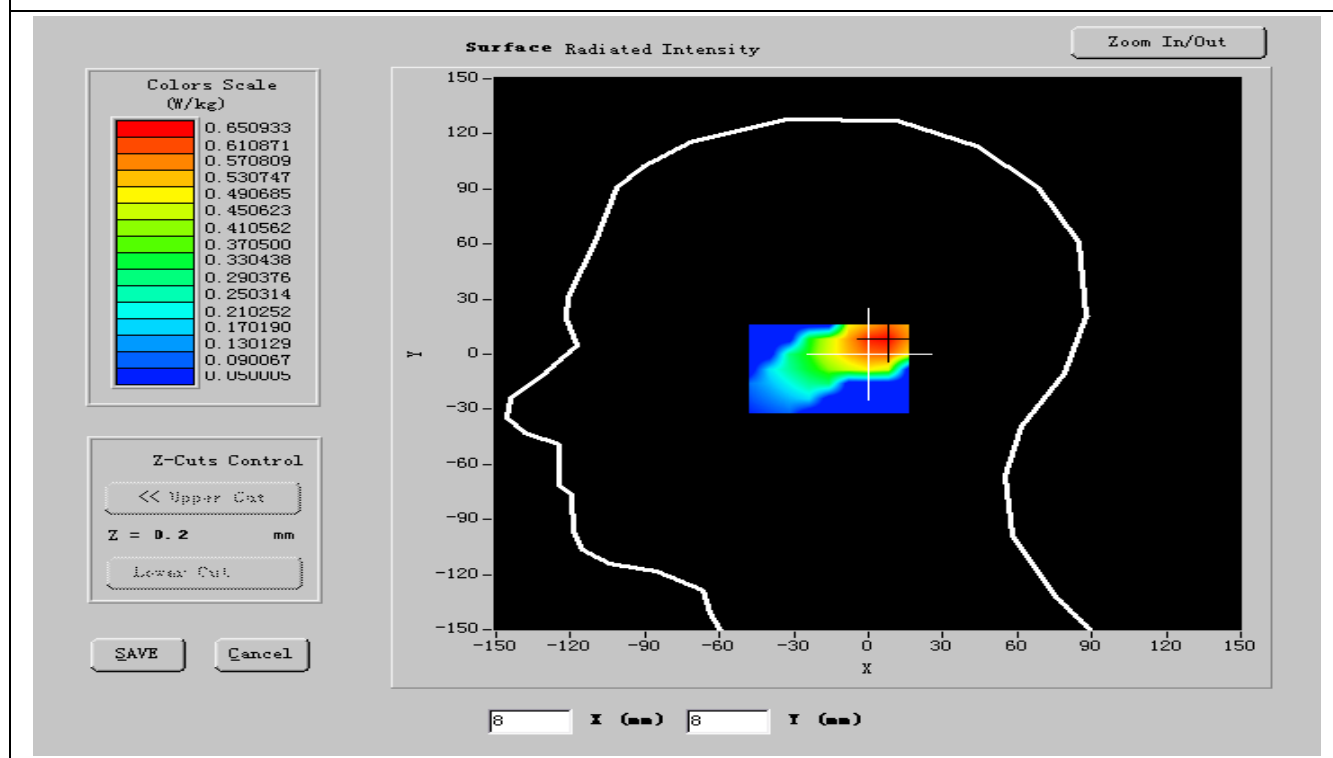 Surface Radiated Intensity
Zoom In/Out
Colors Scale
(W/kg)
0.650933
0.610871
0.570809
0.530747
0.490685
0.450623
0.410562
0.370500
0.330438
0.290376
0.250314
0.210252
0.170190
0.130129
0.090067
0.050005
Z-Cuts Control
<< Upper Cut
Z = 0.2 mm
Lower Cut
SAVE
Cancel
150
120
90
60
30
0
-30
-60
-90
-120
-150
Y
-150 -120 -90 -60 -30 0 30 60 90 120 150
X
8 X (mm) 8 Y (mm)